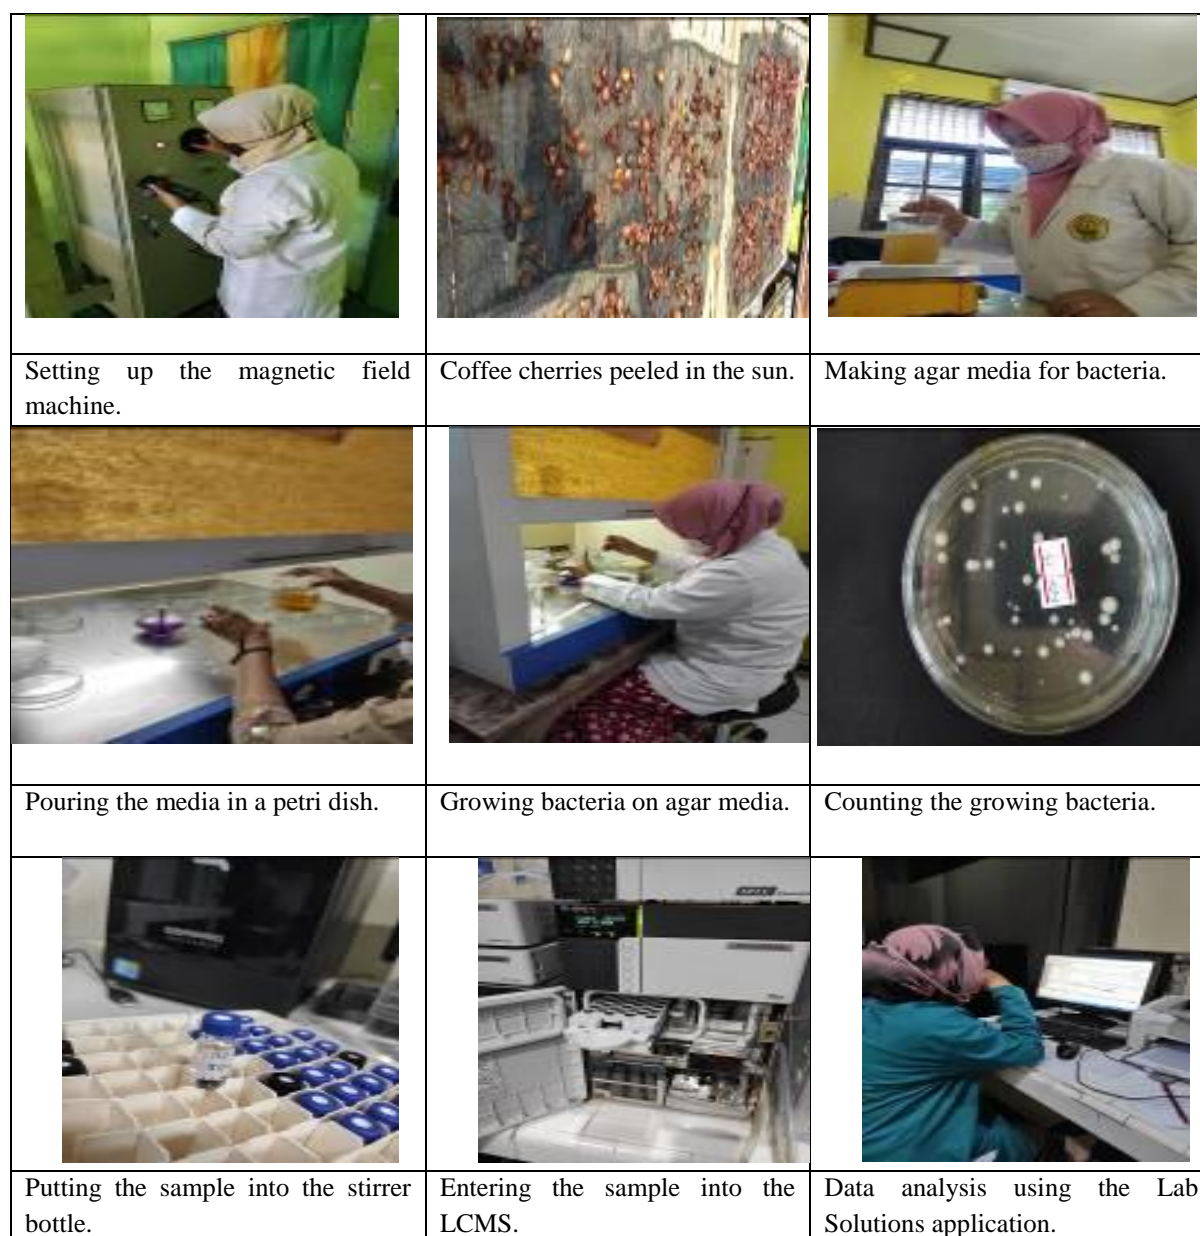 Setting up the magnetic field
machine.
Coffee cherries peeled in the sun.
Making agar media for bacteria.
Pouring the media in a petri dish.
Growing bacteria on agar media.
Counting the growing bacteria.
Putting the sample into the stirrer
bottle.
Entering the sample into the
LCMS.
Data analysis using the Lab
Solutions application.